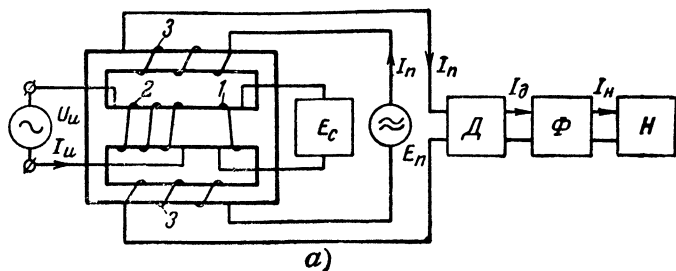 3
I_п
I_п
2
1
U_и
I_и
E_с
E_п
I_д
I_н
Д
Ф
Н
3
а)